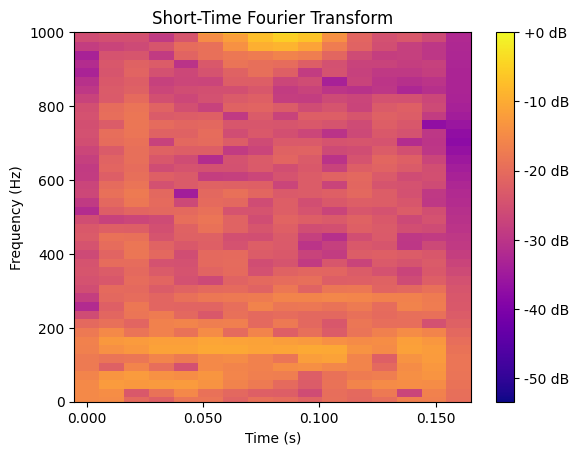 Short-Time Fourier Transform
1000
800
600
400
200
0
Frequency (Hz)
0.000
0.050
0.100
0.150
Time (s)
+0 dB
-10 dB
-20 dB
-30 dB
-40 dB
-50 dB